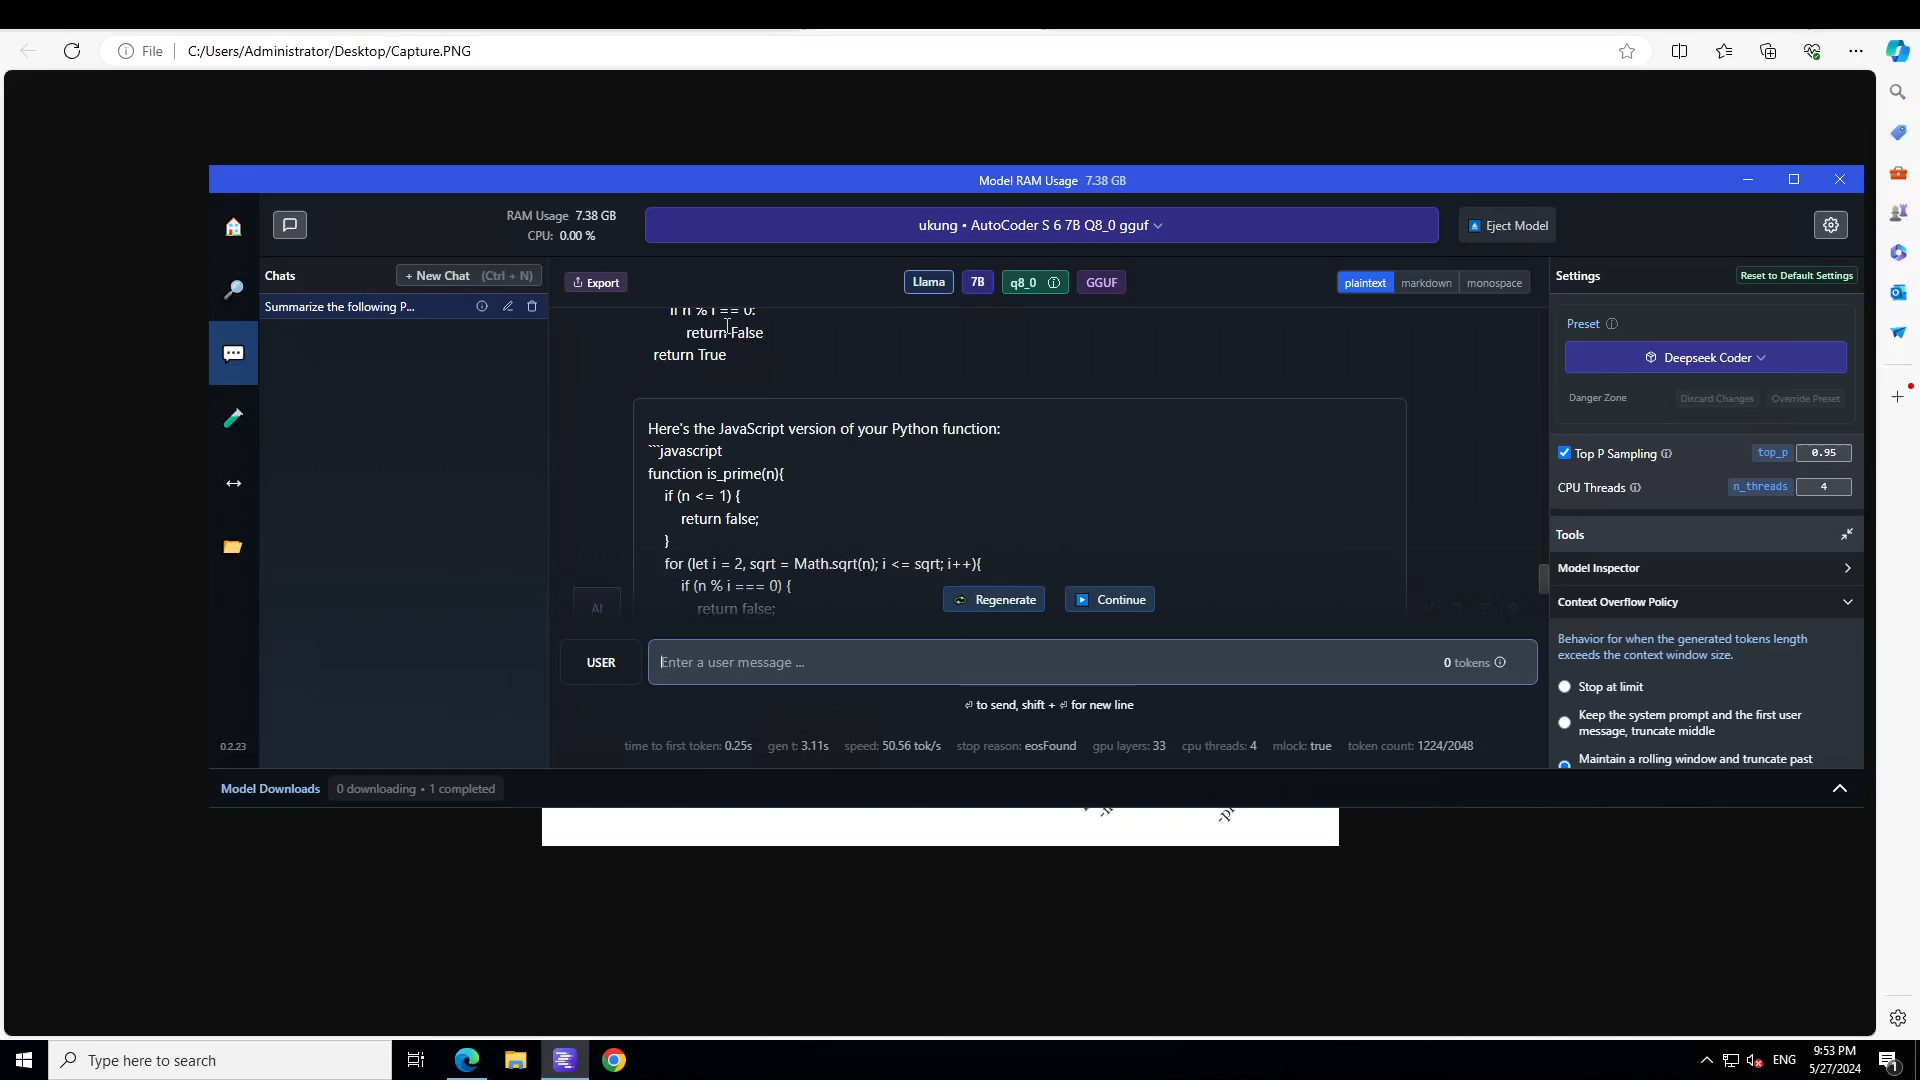 File
C:/Users/Administrator/Desktop/Capture.PNG
Model RAM Usage 7.38 GB
RAM Usage 7.38 GB
CPU: 0.00 %
ukung • AutoCoder S 6 7B Q8_0 gguf
Eject Model
Chats
+ New Chat (Ctrl + N)
Summarize the following P...
0.2.23
Export
Llama
7B
q8_0
GGUF
plaintext
markdown
monospace
if n % i == 0:
return False
return True
Here's the JavaScript version of your Python function:
```javascript
function is_prime(n){
if (n <= 1) {
return false;
}
for (let i = 2, sqrt = Math.sqrt(n); i <= sqrt; i++){
if (n % i === 0) {
return false;
AI
Regenerate
Continue
USER
Enter a user message ...
0 tokens
⏎ to send, shift + ⏎ for new line
time to first token: 0.25s gen t: 3.11s speed: 50.56 tok/s stop reason: eosFound gpu layers: 33 cpu threads: 4 mlock: true token count: 1224/2048
Settings
Reset to Default Settings
Preset
Deepseek Coder
Danger Zone
Discard Changes
Override Preset
Top P Sampling
top_p
0.95
CPU Threads
n_threads
4
Tools
Model Inspector
Context Overflow Policy
Behavior for when the generated tokens length
exceeds the context window size.
Stop at limit
Keep the system prompt and the first user
message, truncate middle
Maintain a rolling window and truncate past
Model Downloads
0 downloading • 1 completed
Type here to search
ENG
9:53 PM
5/27/2024
1